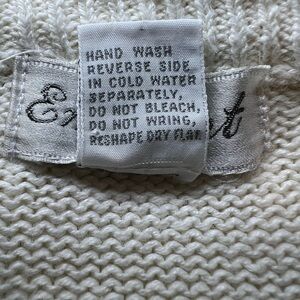 HAND WASH
REVERSE SIDE
IN COLD WATER
SEPARATELY,
DO NOT BLEACH,
DO NOT WRING,
RESHAPE DRY FLAT